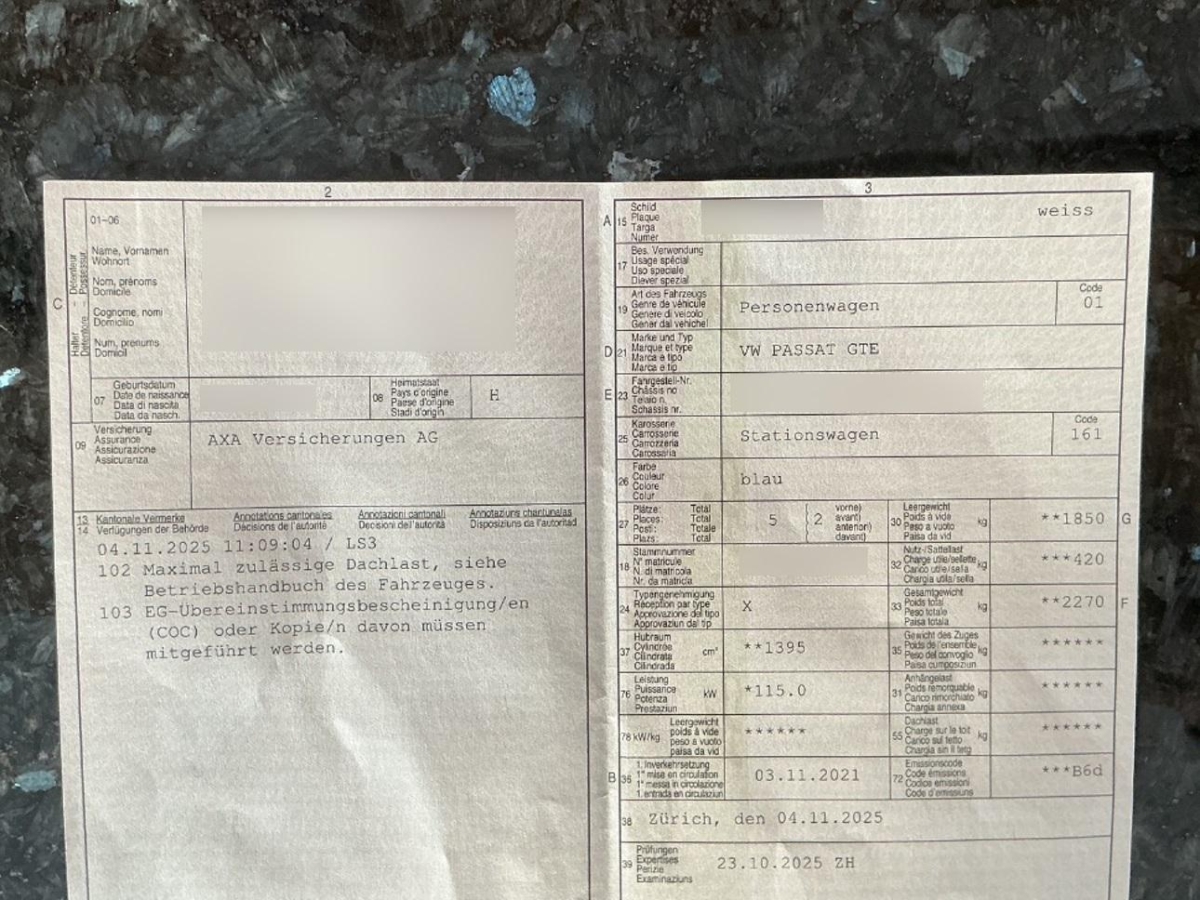 2
01-06
Halter – Détenteur
Detentore – Possessur
C
Name, Vornamen
Wohnort
Nom, prénoms
Domicile
Cognome, nomi
Domicilio
Num, prenums
Domicil
07
Geburtsdatum
Date de naissance
Data di nascita
Data da nasch.
08
Heimatstaat
Pays d'origine
Paese d'origine
Stadi d'origin
H
09
Versicherung
Assurance
Assicurazione
Assicuranza
AXA Versicherungen AG
13 Kantonale Vermerke Annotations cantonales Annotazioni cantonali Annotaziuns chantunalas
14 Verfügungen der Behörde Décisions de l'autorité Decisioni dell'autorità Disposiziuns da l'autoritad
04.11.2025 11:09:04 / LS3
102 Maximal zulässige Dachlast, siehe
Betriebshandbuch des Fahrzeuges.
103 EG-Übereinstimmungsbescheinigung/en
(COC) oder Kopie/n davon müssen
mitgeführt werden.
3
A 15
Schild
Plaque
Targa
Numer
weiss
17
Bes. Verwendung
Usage spécial
Uso speciale
Diever spezial
19
Art des Fahrzeugs
Genre de véhicule
Genere di veicolo
Gener dal vehichel
Personenwagen
Code
01
D 21
Marke und Typ
Marque et type
Marca e tipo
Marca e tip
VW PASSAT GTE
E 23
Fahrgestell-Nr.
Châssis no
Telaio n.
Schassis nr.
25
Karosserie
Carrosserie
Carrozzeria
Carossaria
Stationswagen
Code
161
26
Farbe
Couleur
Colore
Colur
blau
27
Plätze: Total
Places: Total
Posti: Totale
Plazs: Total
5
2
vorne)
avant)
anteriori)
davant)
30
Leergewicht
Poids à vide
Peso a vuoto
Paisa da vid
kg
**1850
G
18
Stammnummer
N° matricule
N. di matricola
Nr. da matricla
32
Nutz-/Sattellast
Charge utile/sellette
Carico utile/sella
Chargia utila/sella
kg
***420
24
Typengenehmigung
Réception par type
Approvazione del tipo
Approvaziun dal tip
X
33
Gesamtgewicht
Poids total
Peso totale
Paisa totala
kg
**2270
F
37
Hubraum
Cylindrée
Cilindrata
Cilindrada
cm³
**1395
35
Gewicht des Zuges
Poids de l'ensemble
Peso del convoglio
Paisa cumposiziun
kg
******
76
Leistung
Puissance
Potenza
Prestaziun
kW
*115.0
31
Anhängelast
Poids remorquable
Carico rimorchiato
Chargia annexa
kg
******
78 kW/kg
Leergewicht
poids à vide
peso a vuoto
paisa da vid
******
55
Dachlast
Charge sur le toit
Carico sul tetto
Chargia sin il tetg
kg
******
B 36
1. Inverkehrsetzung
1re mise en circulation
1a messa in circolazione
1. entrada en circulaziun
03.11.2021
72
Emissionscode
Code émissions
Codice emissioni
Code d'emissiuns
***B6d
38
Zürich, den 04.11.2025
39
Prüfungen
Expertises
Perizie
Examinaziuns
23.10.2025 ZH